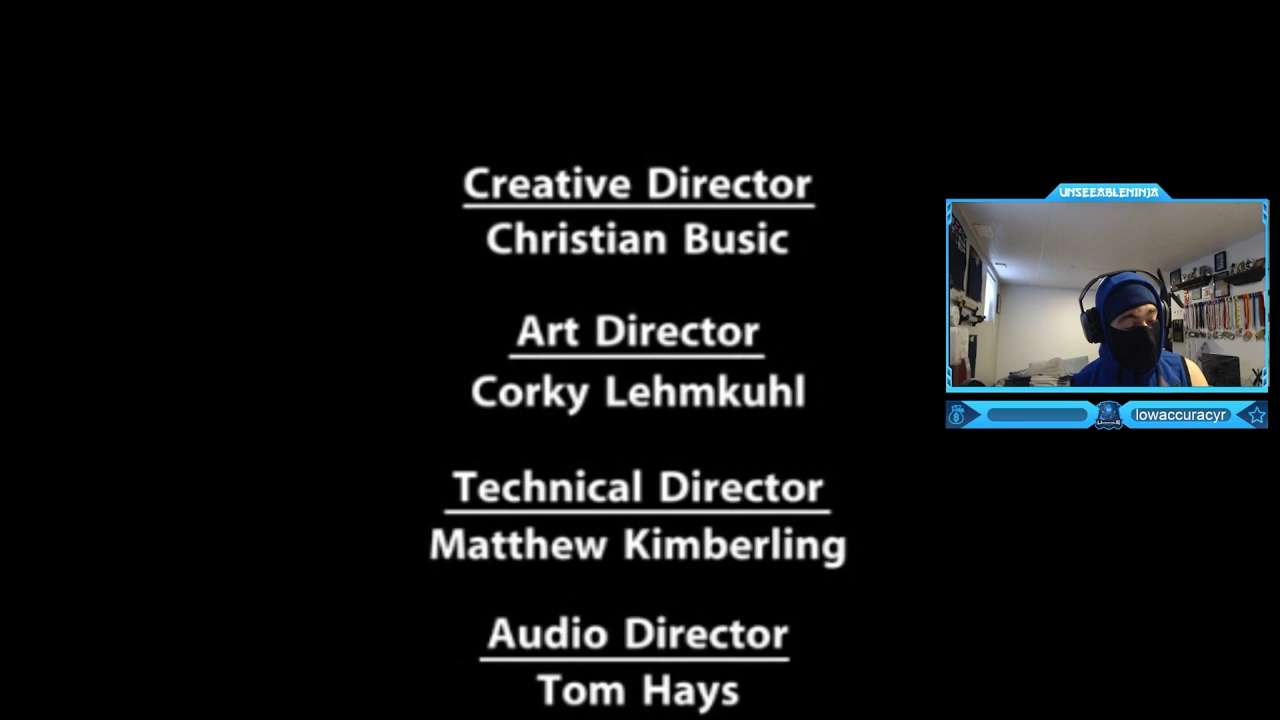 Creative Director
Christian Busic
Art Director
Corky Lehmkuhl
Technical Director
Matthew Kimberling
Audio Director
Tom Hays
UNSEEABLENINJA
lowaccuracyr